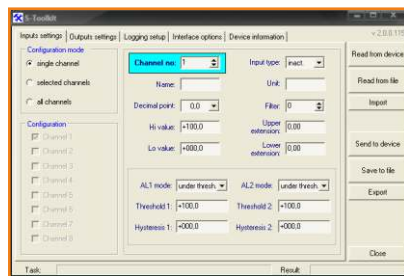 S-Toolkit
v 2.0.0.115
Inputs settings | Outputs settings | Logging setup | Interface options | Device information
Configuration mode
single channel
selected channels
all channels
Configuration
Channel 1
Channel 2
Channel 3
Channel 4
Channel 5
Channel 6
Channel 7
Channel 8
Channel no: 1
Input type: inact.
Name:
Unit:
Decimal point: 0,0
Filter: 0
Hi value: +100,0
Upper extension: 0,00
Lo value: +000,0
Lower extension: 0,00
AL1 mode: under thresh.
AL2 mode: under thresh.
Threshold 1: +100,0
Threshold 2: +100,0
Hysteresis 1: +000,0
Hysteresis 2: +000,0
Read from device
Read from file
Import
Send to device
Save to file
Export
Close
Task:
Result: